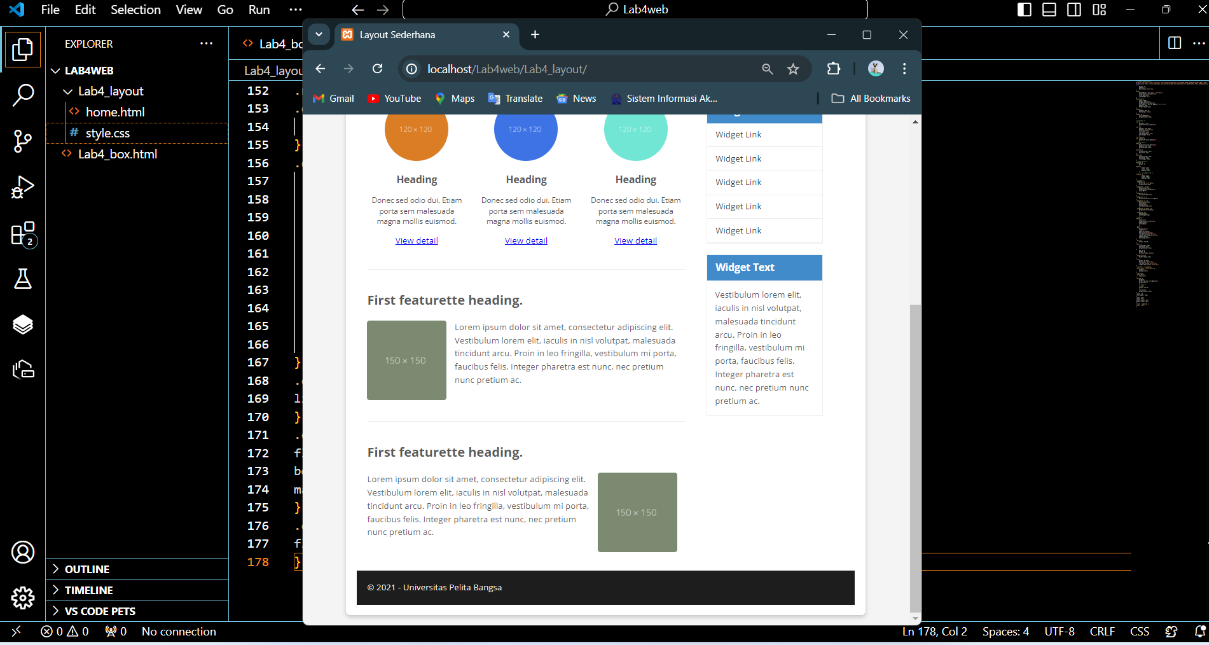 File Edit Selection View Go Run ··· Lab4web
EXPLORER ···
LAB4WEB
Lab4_layout
<> home.html
# style.css
<> Lab4_box.html
OUTLINE
TIMELINE
VS CODE PETS
2
<> Lab4_bo
Lab4_layou
152 .
153 .
154
155 }
156 .
157
158
159
160
161
162
163
164
165
166
167 }
168 .
169 l
170 }
171 .
172 f
173 b
174 m
175 }
176 .
177 f
178 }
Layout Sederhana
localhost/Lab4web/Lab4_layout/
Gmail YouTube Maps Translate News Sistem Informasi Ak... All Bookmarks
120 × 120 120 × 120 120 × 120
Heading Heading Heading
Donec sed odio dui. Etiam Donec sed odio dui. Etiam Donec sed odio dui. Etiam
porta sem malesuada porta sem malesuada porta sem malesuada
magna mollis euismod. magna mollis euismod. magna mollis euismod.
View detail View detail View detail
First featurette heading.
150 × 150
Lorem ipsum dolor sit amet, consectetur adipiscing elit.
Vestibulum lorem elit, iaculis in nisl volutpat, malesuada
tincidunt arcu. Proin in leo fringilla, vestibulum mi porta,
faucibus felis. Integer pharetra est nunc, nec pretium
nunc pretium ac.
First featurette heading.
Lorem ipsum dolor sit amet, consectetur adipiscing elit.
Vestibulum lorem elit, iaculis in nisl volutpat, malesuada
tincidunt arcu. Proin in leo fringilla, vestibulum mi porta,
faucibus felis. Integer pharetra est nunc, nec pretium
nunc pretium ac.
150 × 150
Widget Link
Widget Link
Widget Link
Widget Link
Widget Link
Widget Text
Vestibulum lorem elit,
iaculis in nisl volutpat,
malesuada tincidunt
arcu. Proin in leo
fringilla, vestibulum mi
porta, faucibus felis.
Integer pharetra est
nunc, nec pretium nunc
pretium ac.
© 2021 - Universitas Pelita Bangsa
0 0 0 No connection Ln 178, Col 2 Spaces: 4 UTF-8 CRLF CSS